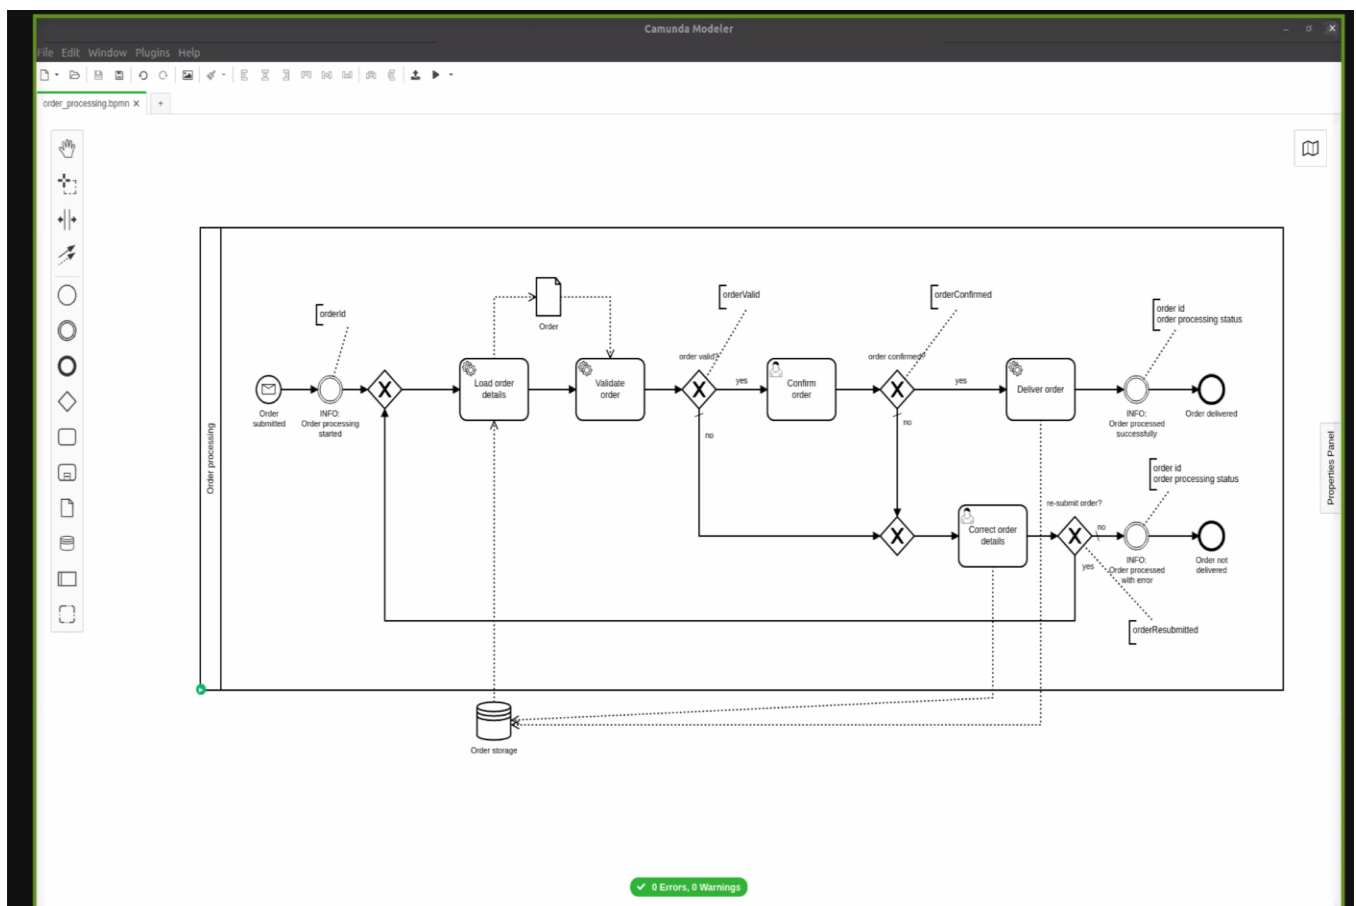 Camunda Modeler
File Edit Window Plugins Help
order_processing.bpmn
orderId
Order
orderValid
orderConfirmed
order id
order processing status
order valid?
order confirmed?
Order
submitted
INFO:
Order processing
started
Load order
details
Validate
order
yes
Confirm
order
yes
Deliver order
INFO:
Order processed
successfully
Order delivered
no
no
Order processing
Properties Panel
order id
order processing status
re-submit order?
Correct order
details
no
yes
INFO:
Order processed
with error
Order not
delivered
orderResubmitted
Order storage
0 Errors, 0 Warnings